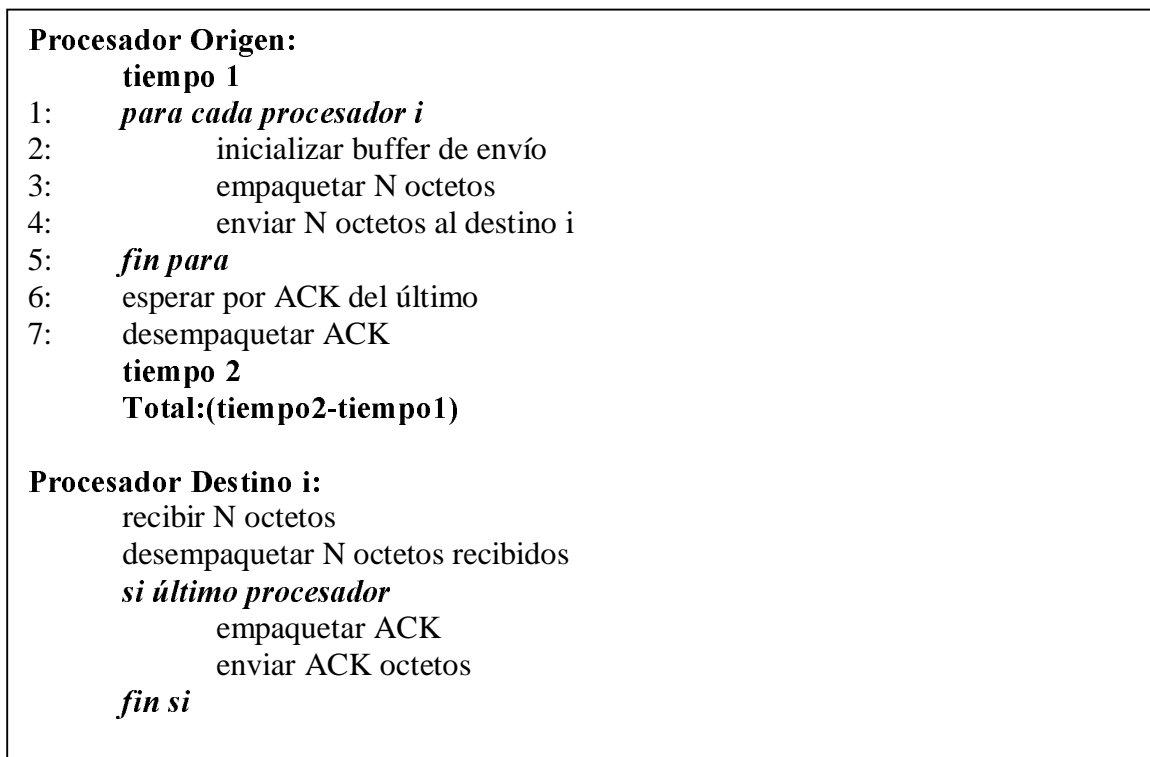 Procesador Origen:
tiempo 1
1: para cada procesador i
2: inicializar buffer de envío
3: empaquetar N octetos
4: enviar N octetos al destino i
5: fin para
6: esperar por ACK del último
7: desempaquetar ACK
tiempo 2
Total:(tiempo2-tiempo1)
Procesador Destino i:
recibir N octetos
desempaquetar N octetos recibidos
si último procesador
empaquetar ACK
enviar ACK octetos
fin si